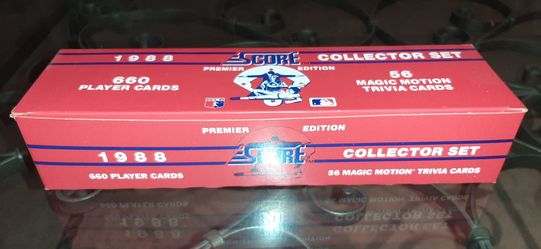 1988 SCORE COLLECTOR SET
PREMIER EDITION
660 56
PLAYER CARDS MAGIC MOTION
TRIVIA CARDS
PREMIER EDITION
1988 SCORE COLLECTOR SET
660 PLAYER CARDS 56 MAGIC MOTION TRIVIA CARDS